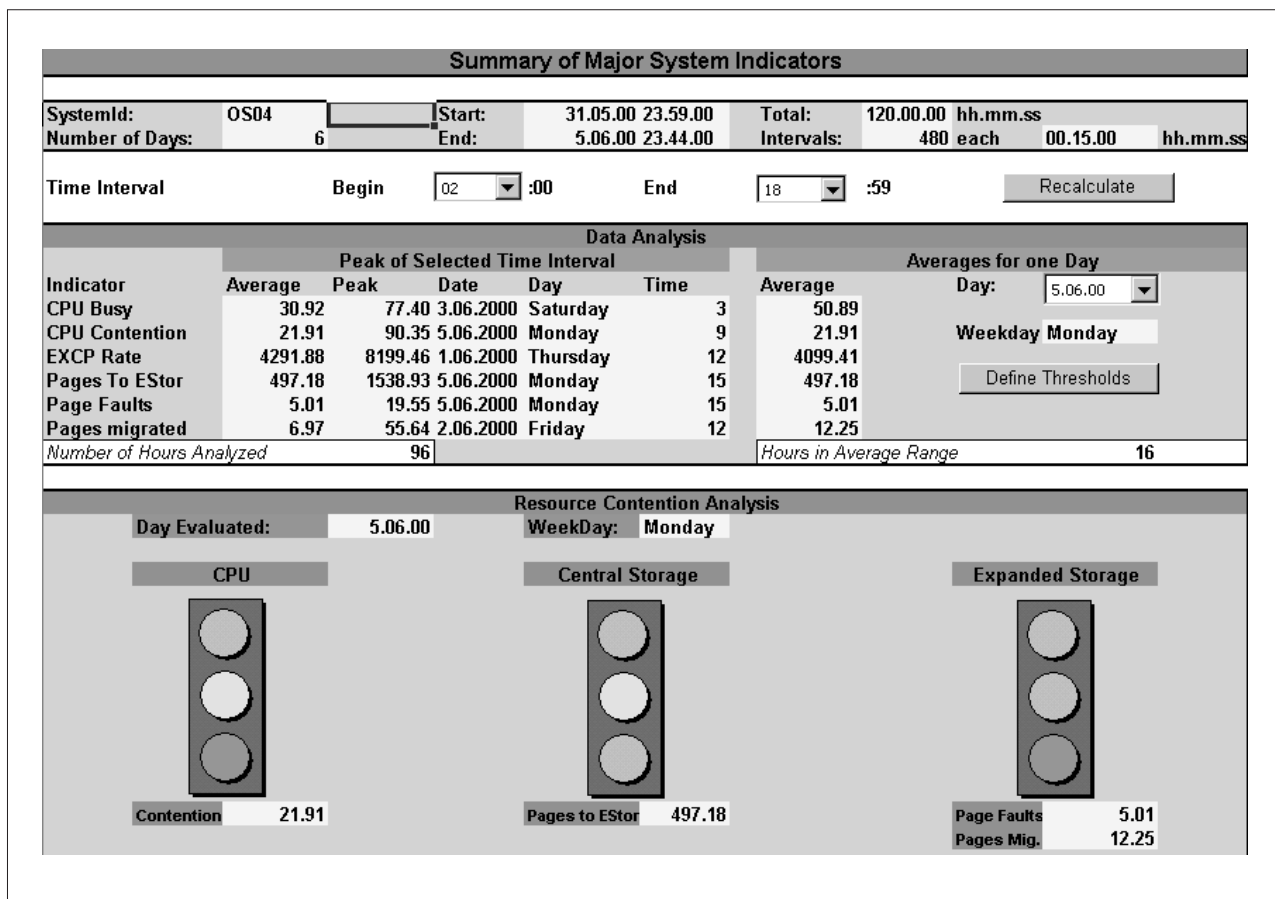 Summary of Major System Indicators
SystemId: OS04 Start: 31.05.00 23.59.00 Total: 120.00.00 hh.mm.ss
Number of Days: 6 End: 5.06.00 23.44.00 Intervals: 480 each 00.15.00 hh.mm.ss
Time Interval Begin 02 :00 End 18 :59 Recalculate
Data Analysis
Peak of Selected Time Interval Averages for one Day
Indicator Average Peak Date Day Time Average Day: 5.06.00
CPU Busy 30.92 77.40 3.06.2000 Saturday 3 50.89
CPU Contention 21.91 90.35 5.06.2000 Monday 9 21.91 Weekday Monday
EXCP Rate 4291.88 8199.46 1.06.2000 Thursday 12 4099.41
Pages To EStor 497.18 1538.93 5.06.2000 Monday 15 497.18 Define Thresholds
Page Faults 5.01 19.55 5.06.2000 Monday 15 5.01
Pages migrated 6.97 55.64 2.06.2000 Friday 12 12.25
Number of Hours Analyzed 96 Hours in Average Range 16
Resource Contention Analysis
Day Evaluated: 5.06.00 WeekDay: Monday
CPU Central Storage Expanded Storage
Contention 21.91 Pages to EStor 497.18 Page Faults 5.01
Pages Mig. 12.25